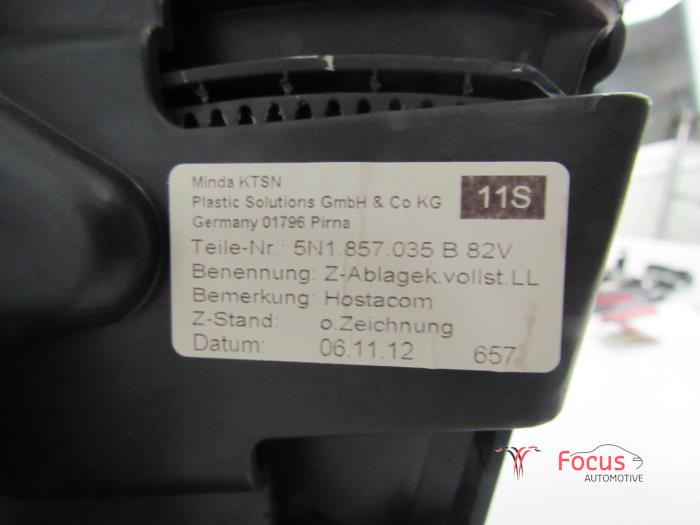 Minda KTSN
Plastic Solutions GmbH & Co KG
Germany 01796 Pirna
11S
Teile-Nr.: 5N1.857.035 B 82V
Benennung: Z-Ablagek.vollst.LL
Bemerkung: Hostacom
Z-Stand: o.Zeichnung
Datum: 06.11.12 657
Focus
AUTOMOTIVE